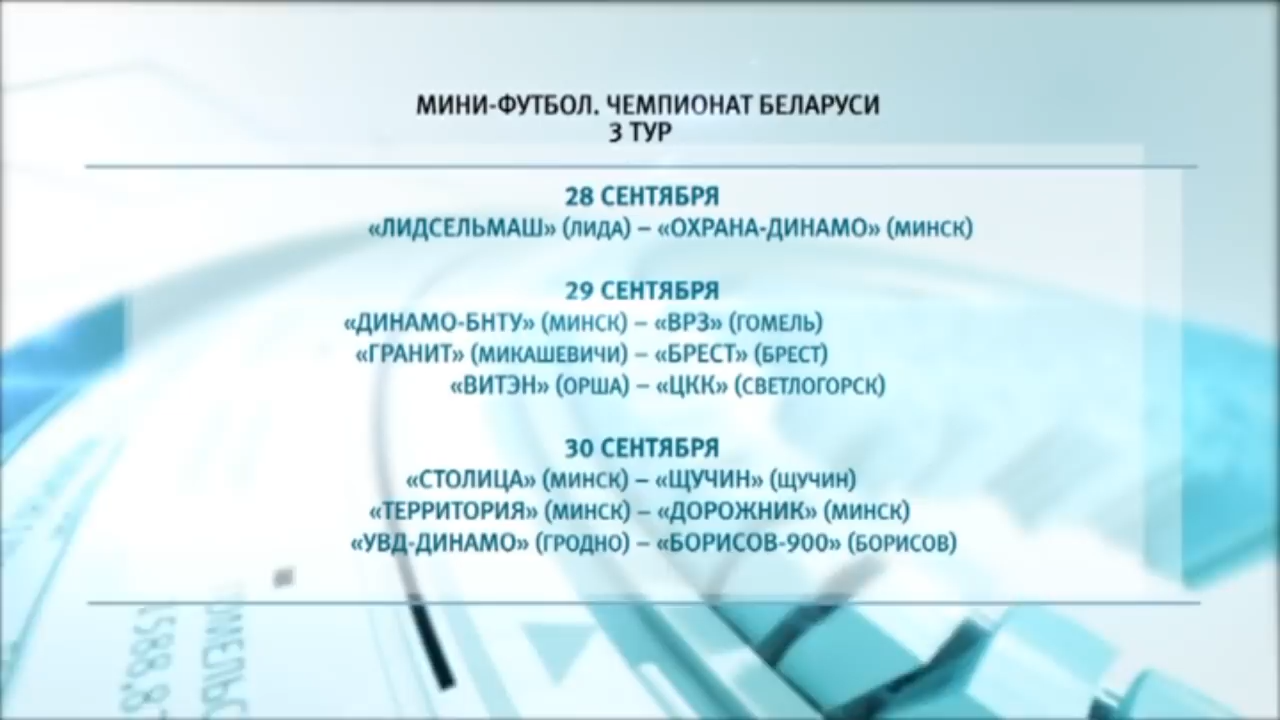 МИНИ-ФУТБОЛ. ЧЕМПИОНАТ БЕЛАРУСИ
3 ТУР
28 СЕНТЯБРЯ
«ЛИДСЕЛЬМАШ» (ЛИДА) – «ОХРАНА-ДИНАМО» (МИНСК)
29 СЕНТЯБРЯ
«ДИНАМО-БНТУ» (МИНСК) – «ВРЗ» (ГОМЕЛЬ)
«ГРАНИТ» (МИКАШЕВИЧИ) – «БРЕСТ» (БРЕСТ)
«ВИТЭН» (ОРША) – «ЦКК» (СВЕТЛОГОРСК)
30 СЕНТЯБРЯ
«СТОЛИЦА» (МИНСК) – «ЩУЧИН» (ЩУЧИН)
«ТЕРРИТОРИЯ» (МИНСК) – «ДОРОЖНИК» (МИНСК)
«УВД-ДИНАМО» (ГРОДНО) – «БОРИСОВ-900» (БОРИСОВ)